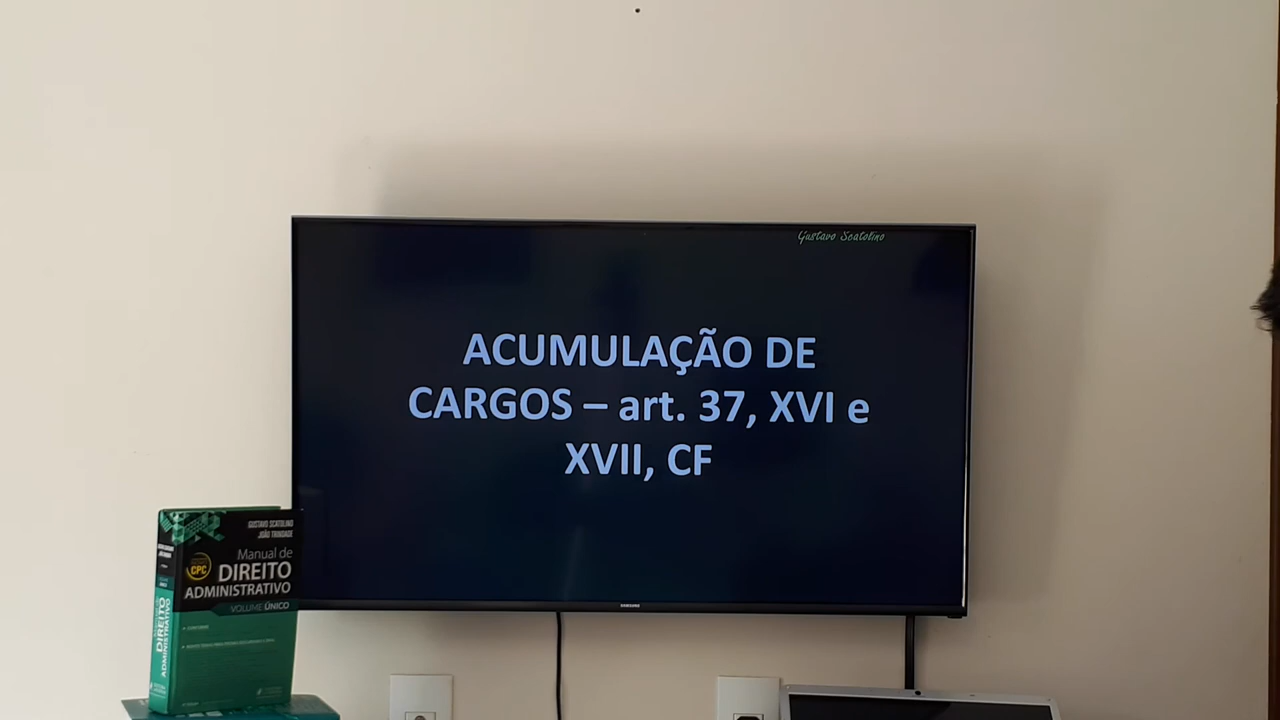 Gustavo Scatolino
ACUMULAÇÃO DE
CARGOS – art. 37, XVI e
XVII, CF
SAMSUNG
GUSTAVO SCATOLINO
JOÃO TRINDADE
Manual de
CPC
DIREITO
ADMINISTRATIVO
VOLUME ÚNICO
DIREITO
ADMINISTRATIVO